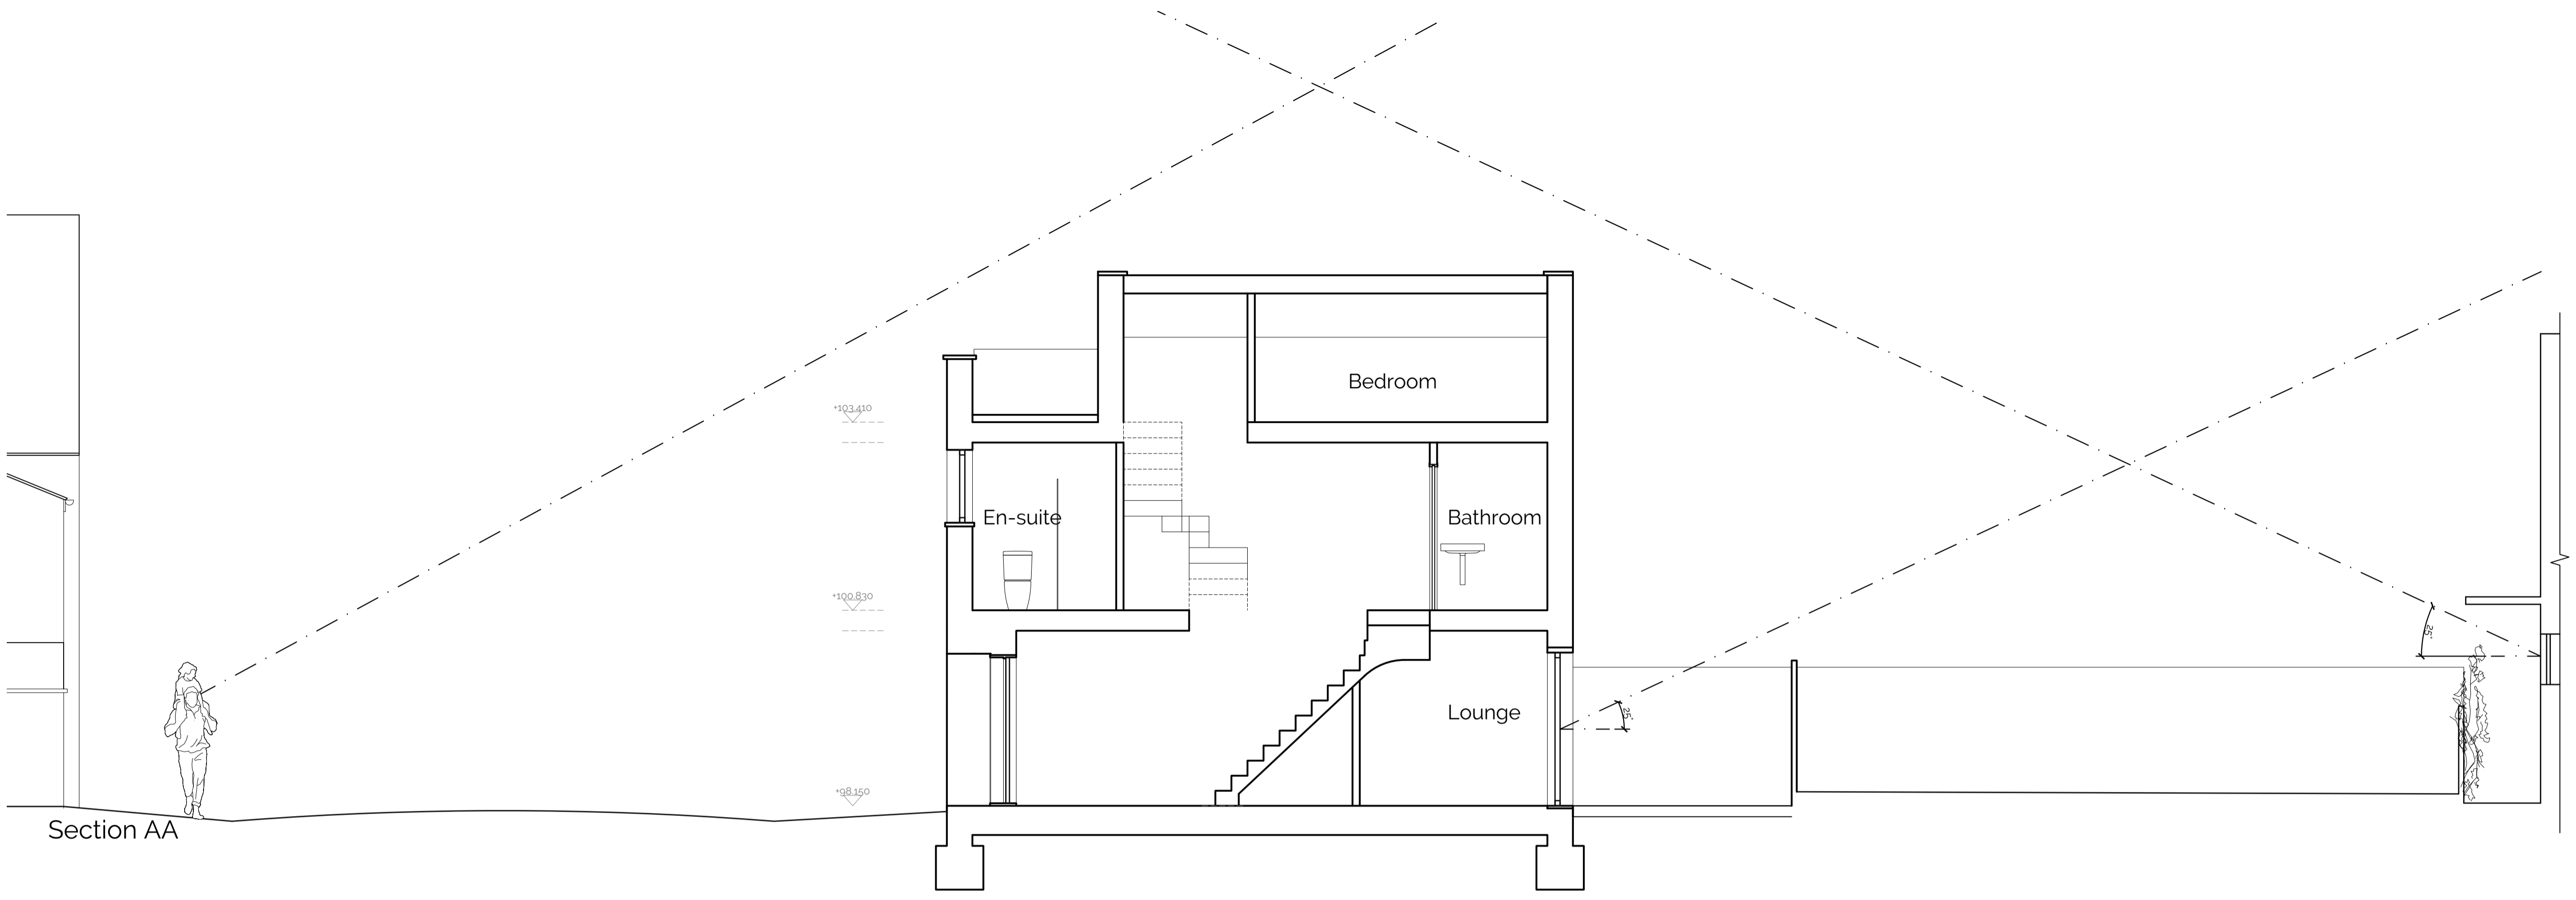 Bedroom
+103.410
En-suite
Bathroom
+100.830
25°
Lounge
25°
+98.150
Section AA